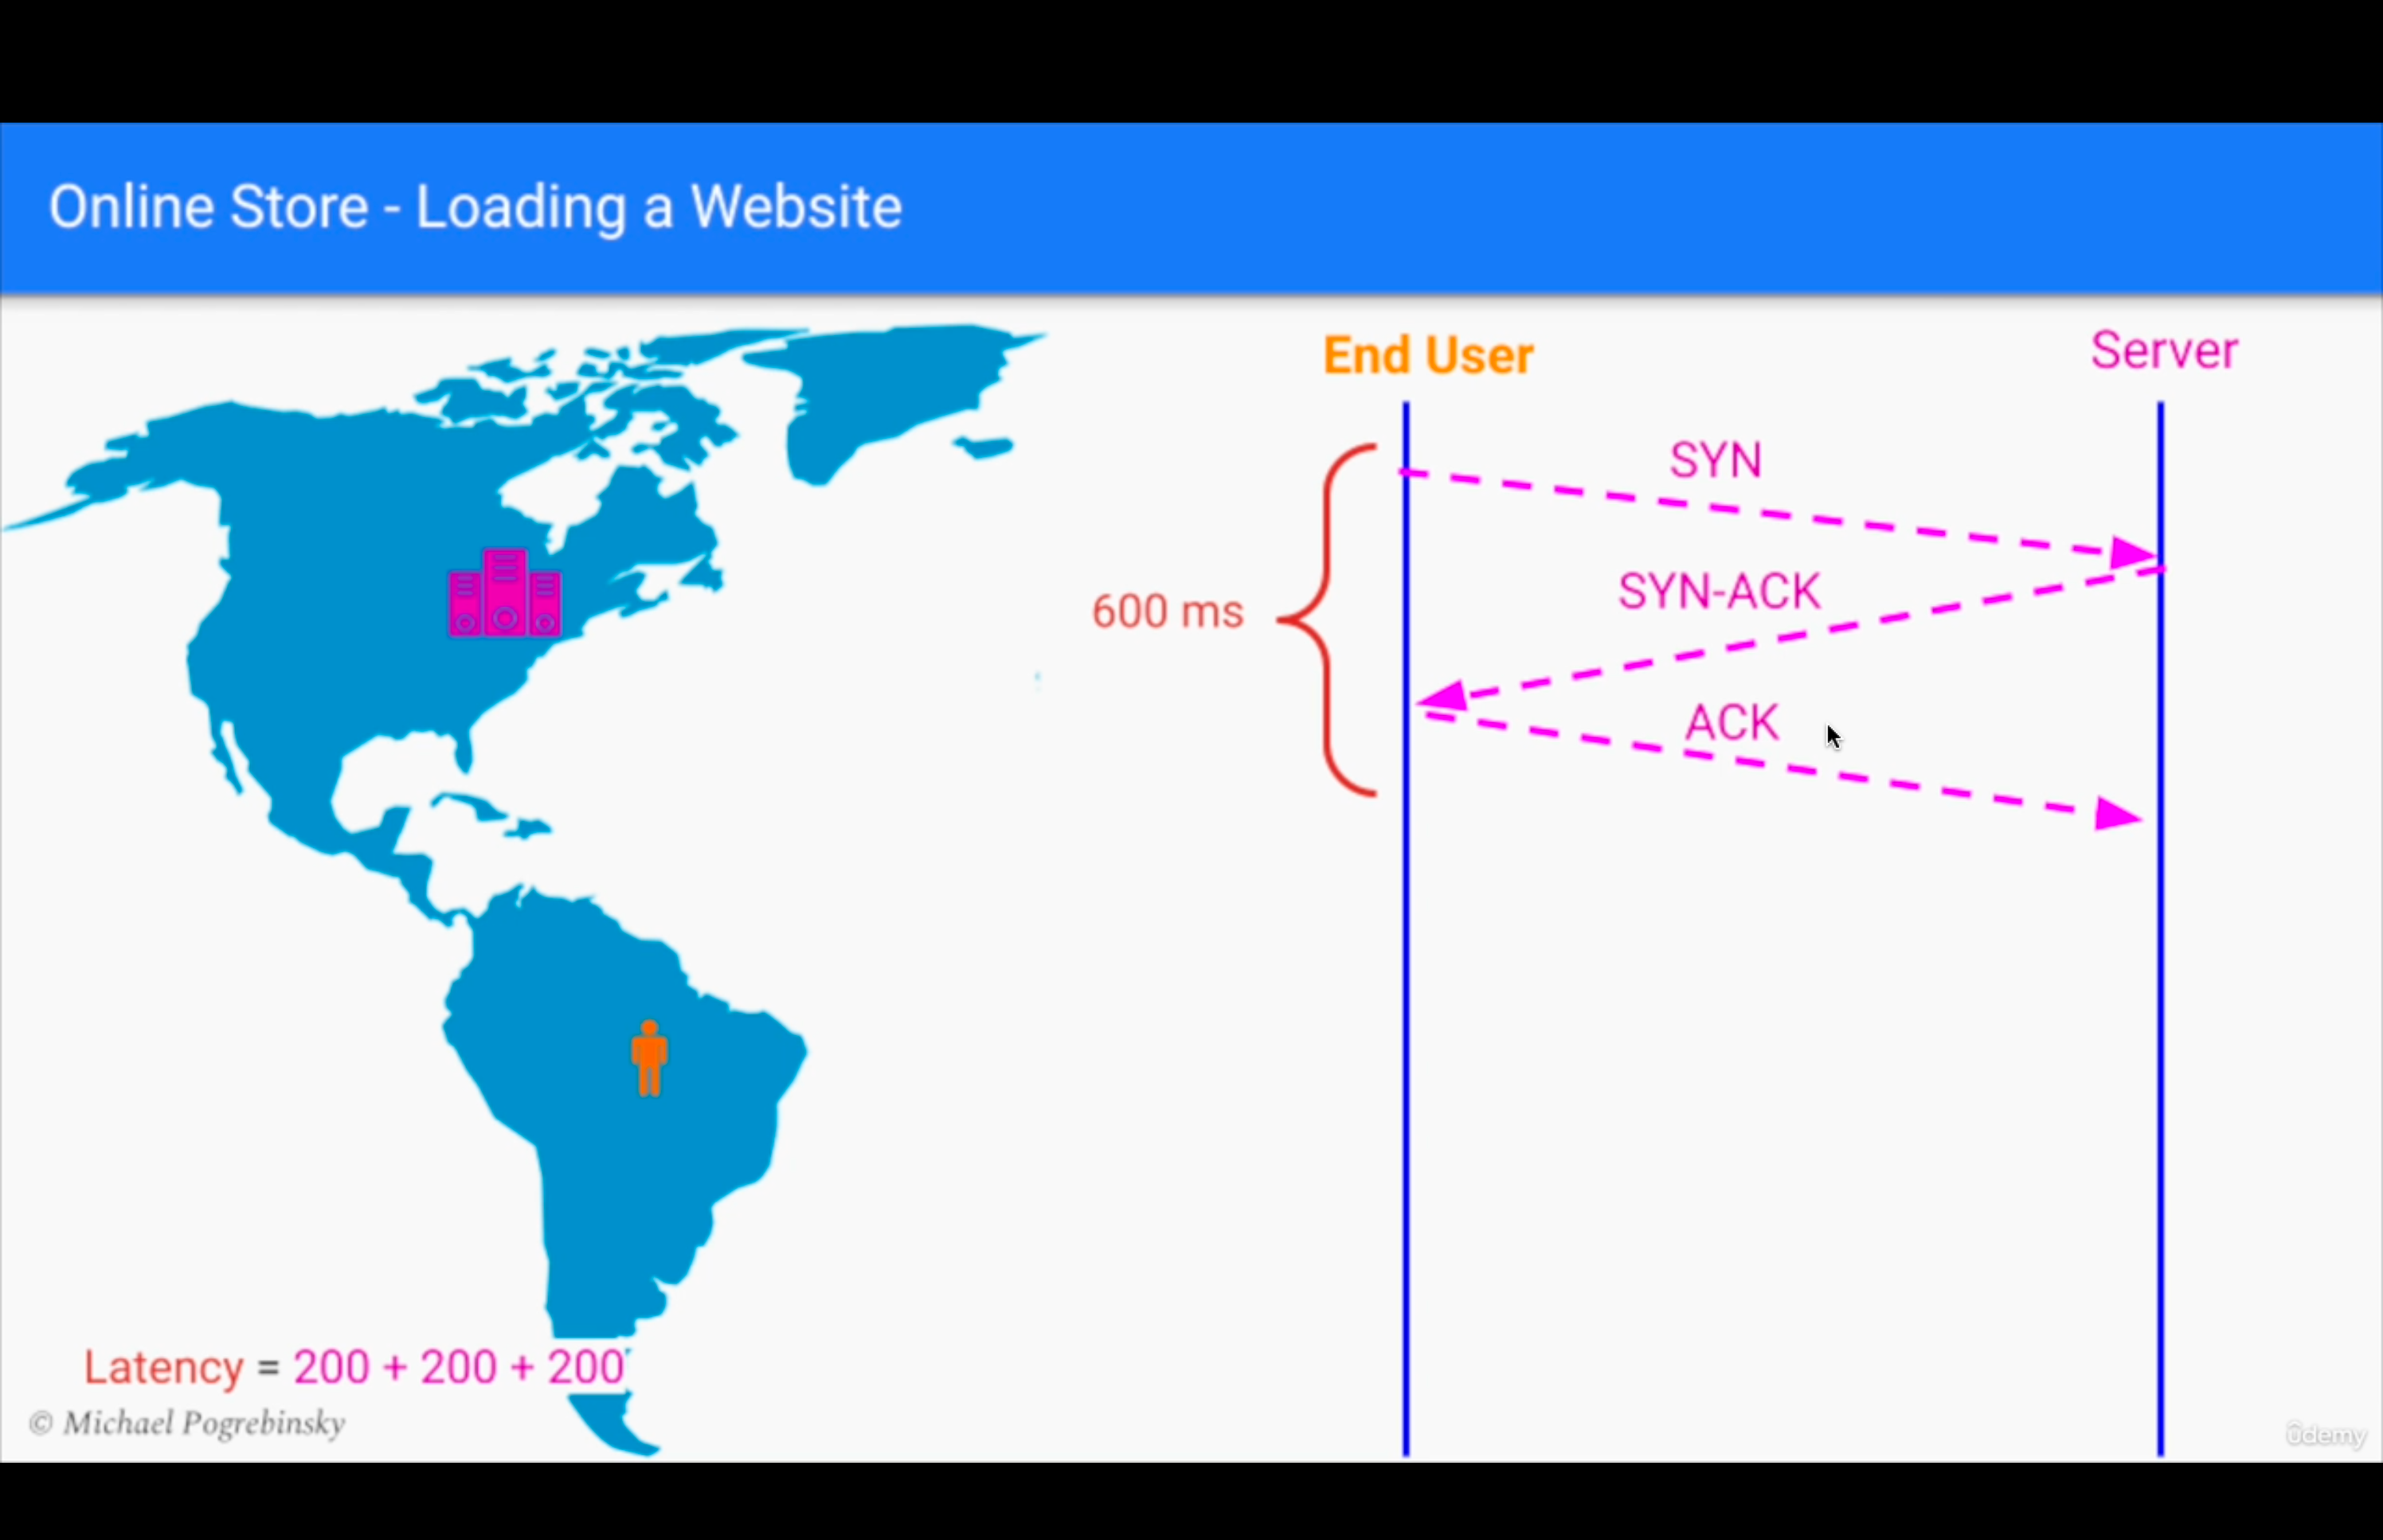 Online Store - Loading a Website
End User
Server
SYN
SYN-ACK
600 ms
ACK
Latency = 200 + 200 + 200
© Michael Pogrebinsky
ûdemy